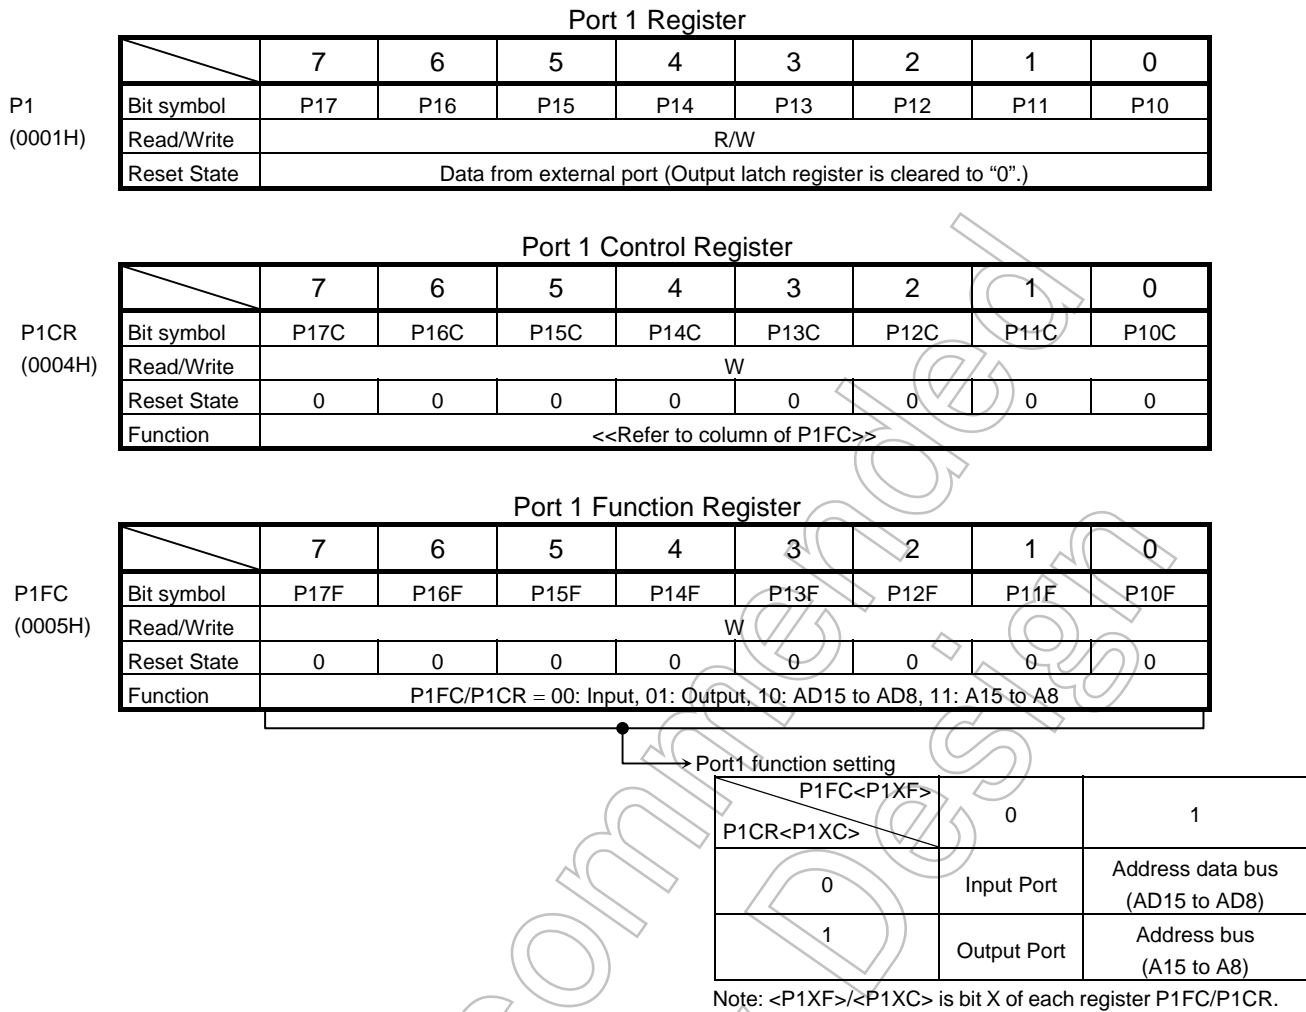 Port 1 Register
7 6 5 4 3 2 1 0
P1
(0001H)
Bit symbol P17 P16 P15 P14 P13 P12 P11 P10
Read/Write R/W
Reset State Data from external port (Output latch register is cleared to “0”.)
Port 1 Control Register
7 6 5 4 3 2 1 0
P1CR
(0004H)
Bit symbol P17C P16C P15C P14C P13C P12C P11C P10C
Read/Write W
Reset State 0 0 0 0 0 0 0 0
Function <<Refer to column of P1FC>>
Port 1 Function Register
7 6 5 4 3 2 1 0
P1FC
(0005H)
Bit symbol P17F P16F P15F P14F P13F P12F P11F P10F
Read/Write W
Reset State 0 0 0 0 0 0 0 0
Function P1FC/P1CR = 00: Input, 01: Output, 10: AD15 to AD8, 11: A15 to A8
Port1 function setting
P1FC<P1XF> 0 1
P1CR<P1XC>
0 Input Port Address data bus
(AD15 to AD8)
1 Output Port Address bus
(A15 to A8)
Note: <P1XF>/<P1XC> is bit X of each register P1FC/P1CR.
ommended
Design